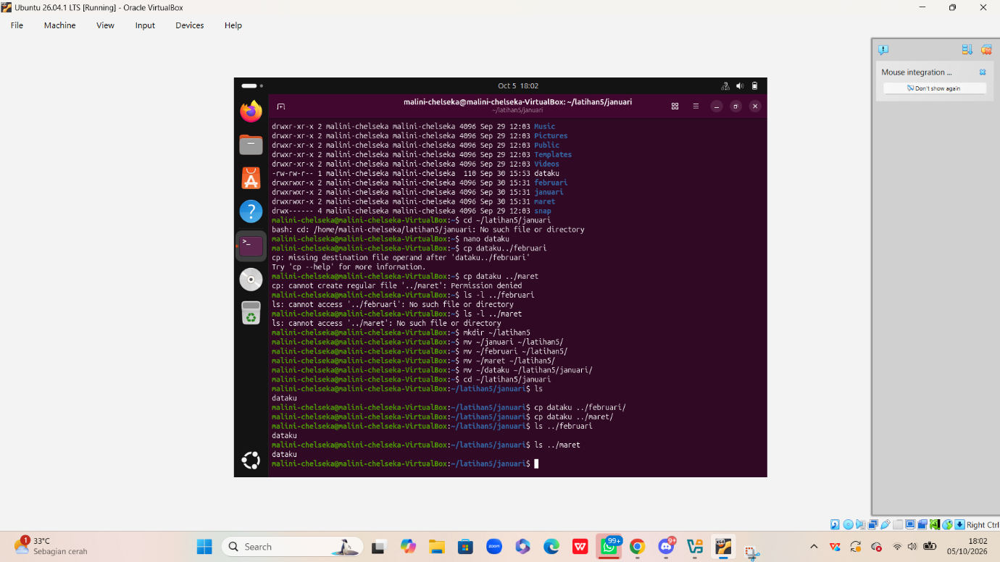 Ubuntu 26.04.1 LTS [Running] - Oracle VirtualBox
File Machine View Input Devices Help
Mouse integration ...
Don't show again
Oct 5 18:02
malini-chelseka@malini-chelseka-VirtualBox: ~/latihan5/januari
~/latihan5/januari
drwxr-xr-x 2 malini-chelseka malini-chelseka 4096 Sep 29 12:03 Music
drwxr-xr-x 2 malini-chelseka malini-chelseka 4096 Sep 29 12:03 Pictures
drwxr-xr-x 2 malini-chelseka malini-chelseka 4096 Sep 29 12:03 Public
drwxr-xr-x 2 malini-chelseka malini-chelseka 4096 Sep 29 12:03 Templates
drwxr-xr-x 2 malini-chelseka malini-chelseka 4096 Sep 29 12:03 Videos
-rw-rw-r-- 1 malini-chelseka malini-chelseka  110 Sep 30 15:53 dataku
drwxrwxr-x 2 malini-chelseka malini-chelseka 4096 Sep 30 15:31 februari
drwxrwxr-x 2 malini-chelseka malini-chelseka 4096 Sep 30 15:31 januari
drwxrwxr-x 2 malini-chelseka malini-chelseka 4096 Sep 30 15:31 maret
drwx------ 4 malini-chelseka malini-chelseka 4096 Sep 29 12:03 snap
malini-chelseka@malini-chelseka-VirtualBox:~$ cd ~/latihan5/januari
bash: cd: /home/malini-chelseka/latihan5/januari: No such file or directory
malini-chelseka@malini-chelseka-VirtualBox:~$ nano dataku
malini-chelseka@malini-chelseka-VirtualBox:~$ cp dataku../februari
cp: missing destination file operand after 'dataku../februari'
Try 'cp --help' for more information.
malini-chelseka@malini-chelseka-VirtualBox:~$ cp dataku ../maret
cp: cannot create regular file '../maret': Permission denied
malini-chelseka@malini-chelseka-VirtualBox:~$ ls -l ../februari
ls: cannot access '../februari': No such file or directory
malini-chelseka@malini-chelseka-VirtualBox:~$ ls -l ../maret
ls: cannot access '../maret': No such file or directory
malini-chelseka@malini-chelseka-VirtualBox:~$ mkdir ~/latihan5
malini-chelseka@malini-chelseka-VirtualBox:~$ mv ~/januari ~/latihan5/
malini-chelseka@malini-chelseka-VirtualBox:~$ mv ~/februari ~/latihan5/
malini-chelseka@malini-chelseka-VirtualBox:~$ mv ~/maret ~/latihan5/
malini-chelseka@malini-chelseka-VirtualBox:~$ mv ~/dataku ~/latihan5/januari/
malini-chelseka@malini-chelseka-VirtualBox:~$ cd ~/latihan5/januari
malini-chelseka@malini-chelseka-VirtualBox:~/latihan5/januari$ ls
dataku
malini-chelseka@malini-chelseka-VirtualBox:~/latihan5/januari$ cp dataku ../februari/
malini-chelseka@malini-chelseka-VirtualBox:~/latihan5/januari$ cp dataku ../maret/
malini-chelseka@malini-chelseka-VirtualBox:~/latihan5/januari$ ls ../februari
dataku
malini-chelseka@malini-chelseka-VirtualBox:~/latihan5/januari$ ls ../maret
dataku
malini-chelseka@malini-chelseka-VirtualBox:~/latihan5/januari$
Right Ctrl
1
33°C
Sebagian cerah
Search
zoom
99+
9+
18:02
05/10/2026